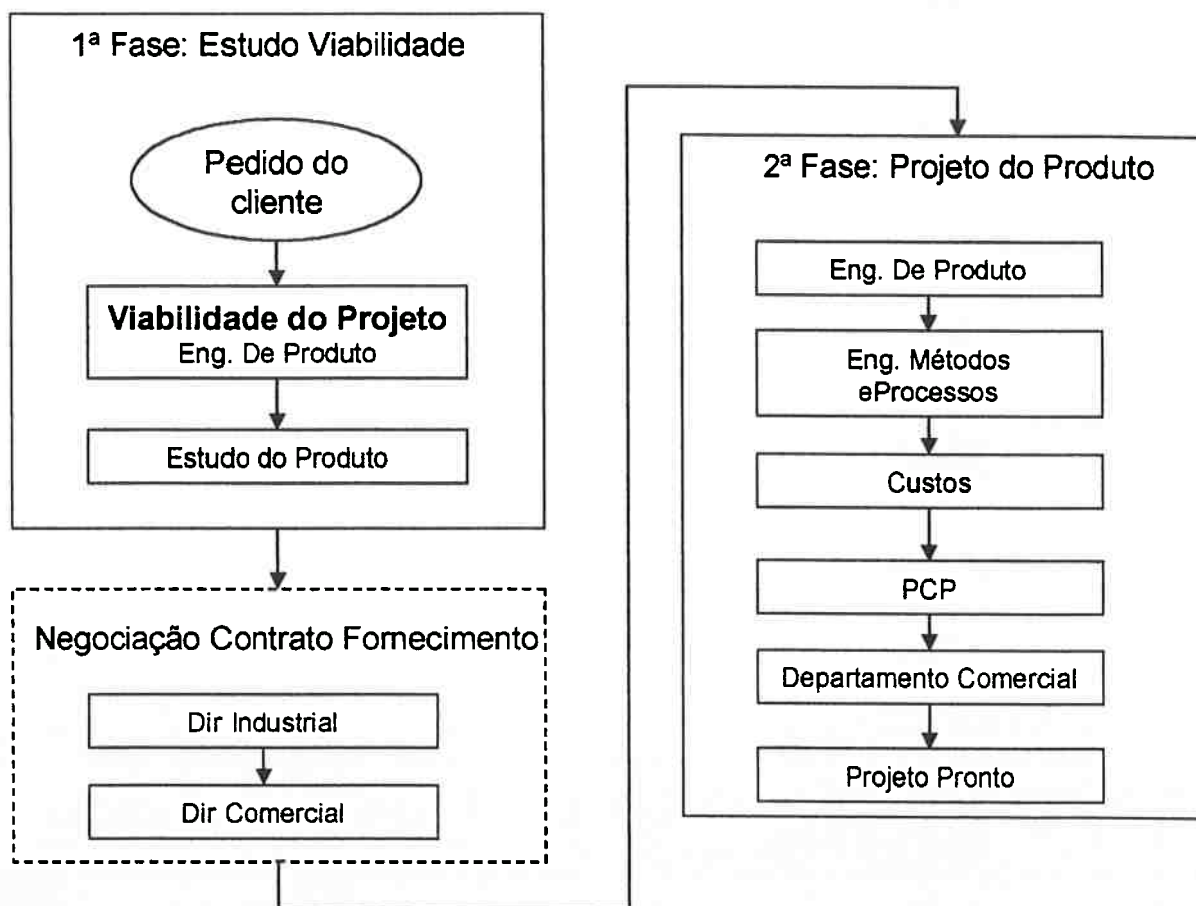 1ª Fase: Estudo Viabilidade
Pedido do
cliente
Viabilidade do Projeto
Eng. De Produto
Estudo do Produto
Negociação Contrato Fornecimento
Dir Industrial
Dir Comercial
2ª Fase: Projeto do Produto
Eng. De Produto
Eng. Métodos
eProcessos
Custos
PCP
Departamento Comercial
Projeto Pronto